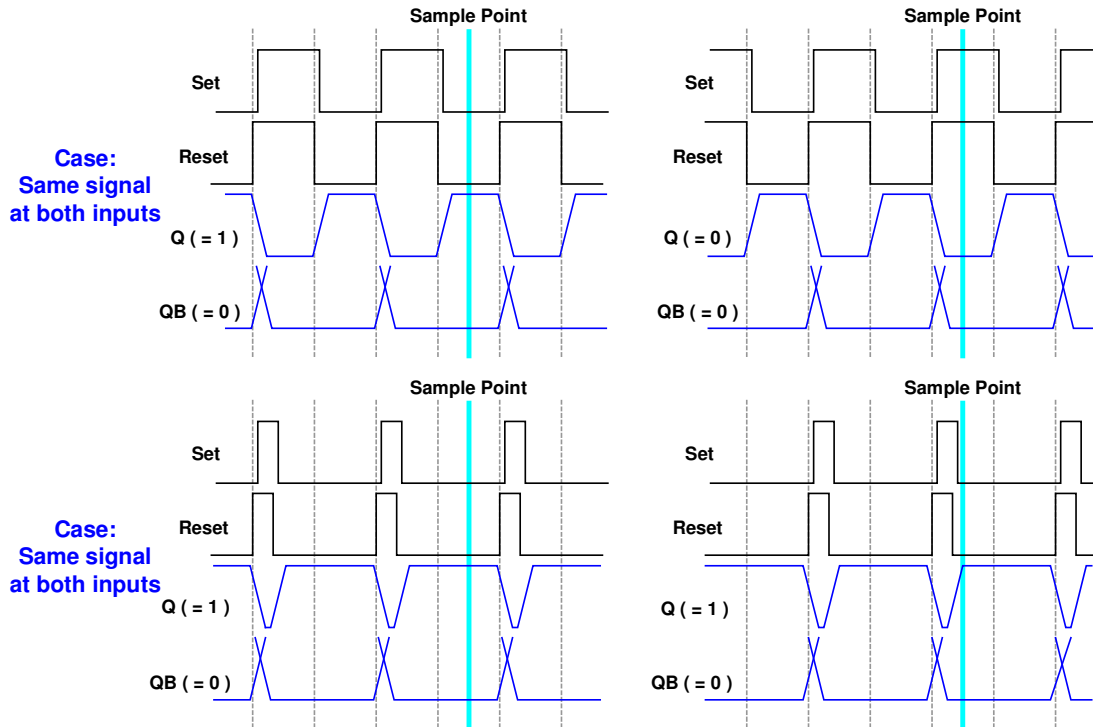 Sample Point
Sample Point
Set
Set
Case:
Same signal
at both inputs
Reset
Reset
Q ( = 1 )
Q ( = 0 )
QB ( = 0 )
QB ( = 0 )
Sample Point
Sample Point
Set
Set
Case:
Same signal
at both inputs
Reset
Reset
Q ( = 1 )
Q ( = 1 )
QB ( = 0 )
QB ( = 0 )